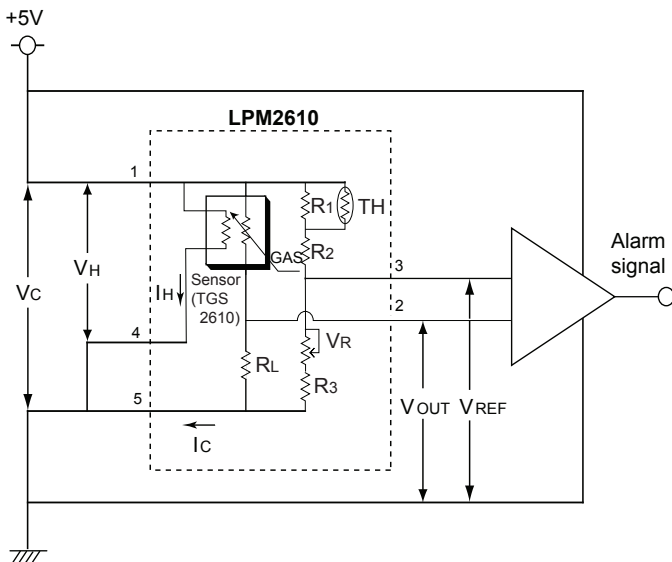 +5V
LPM2610
1
R1
TH
GAS
R2
3
Alarm
signal
VH
VC
IH
Sensor
(TGS
2610)
2
4
VR
RL
R3
5
IC
VOUT
VREF